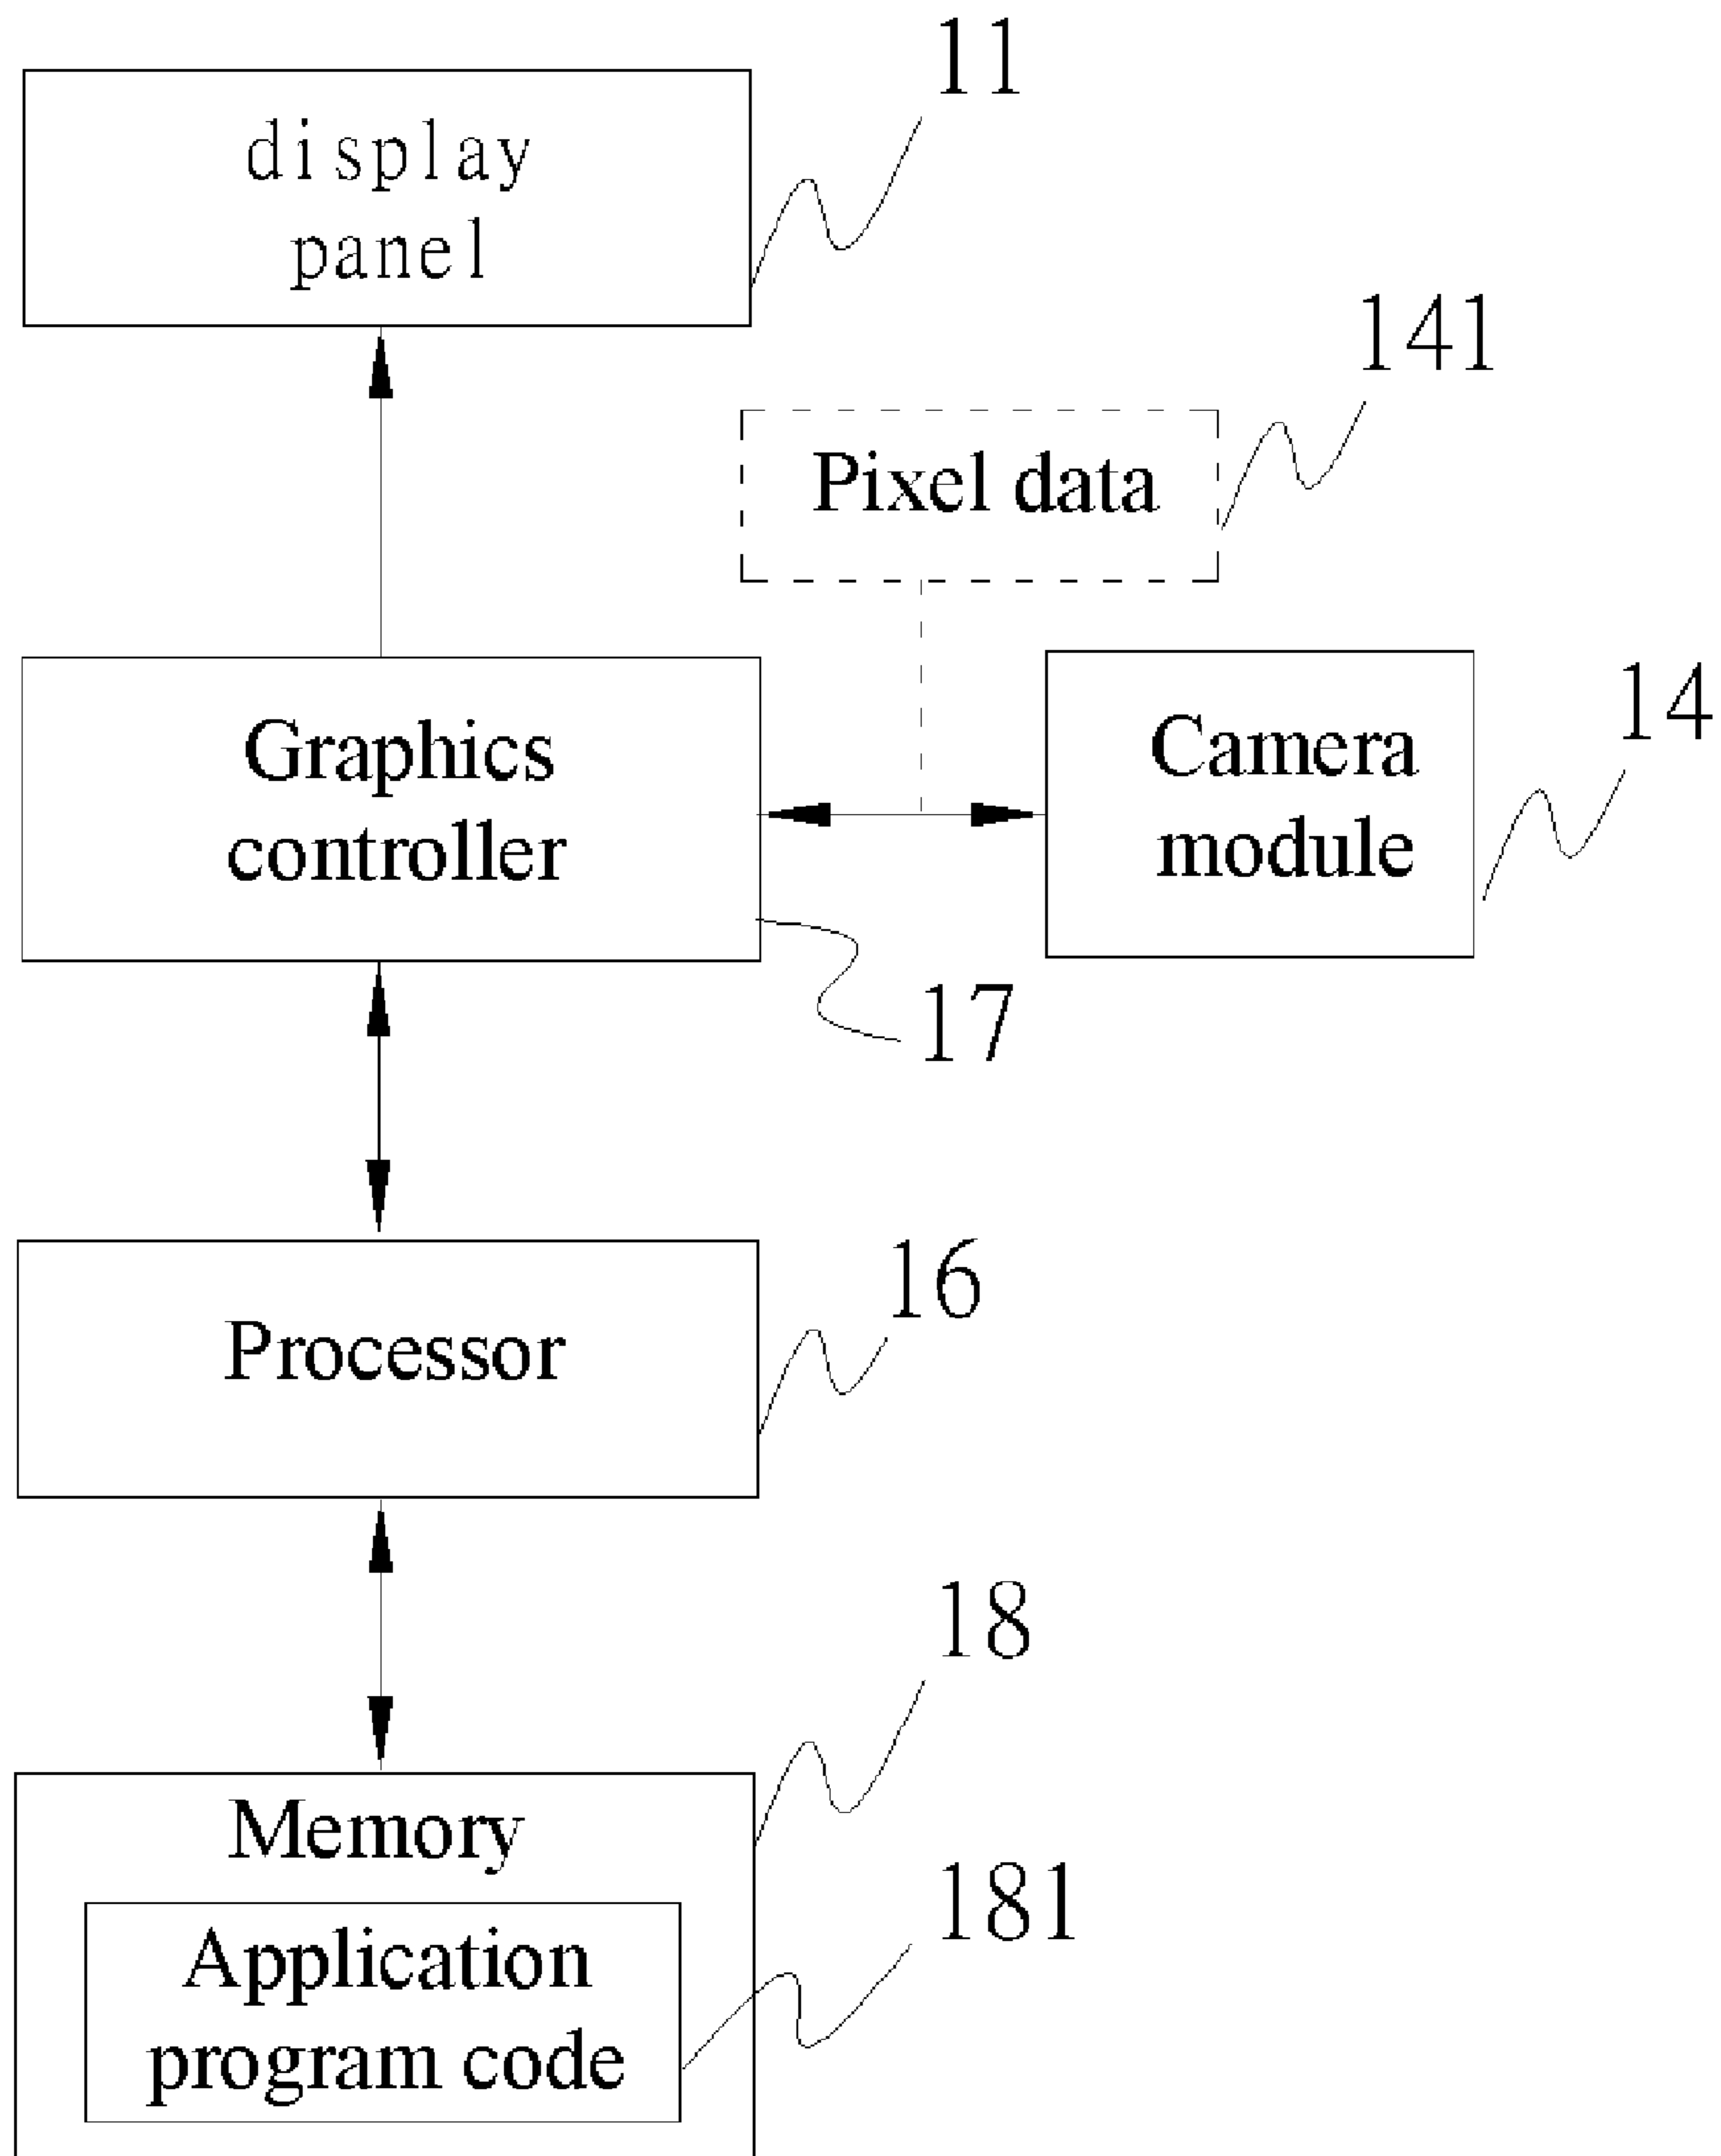 11
display
panel
141
Pixel data
Graphics
controller
Camera
module
14
17
Processor
16
18
Memory
181
Application
program code